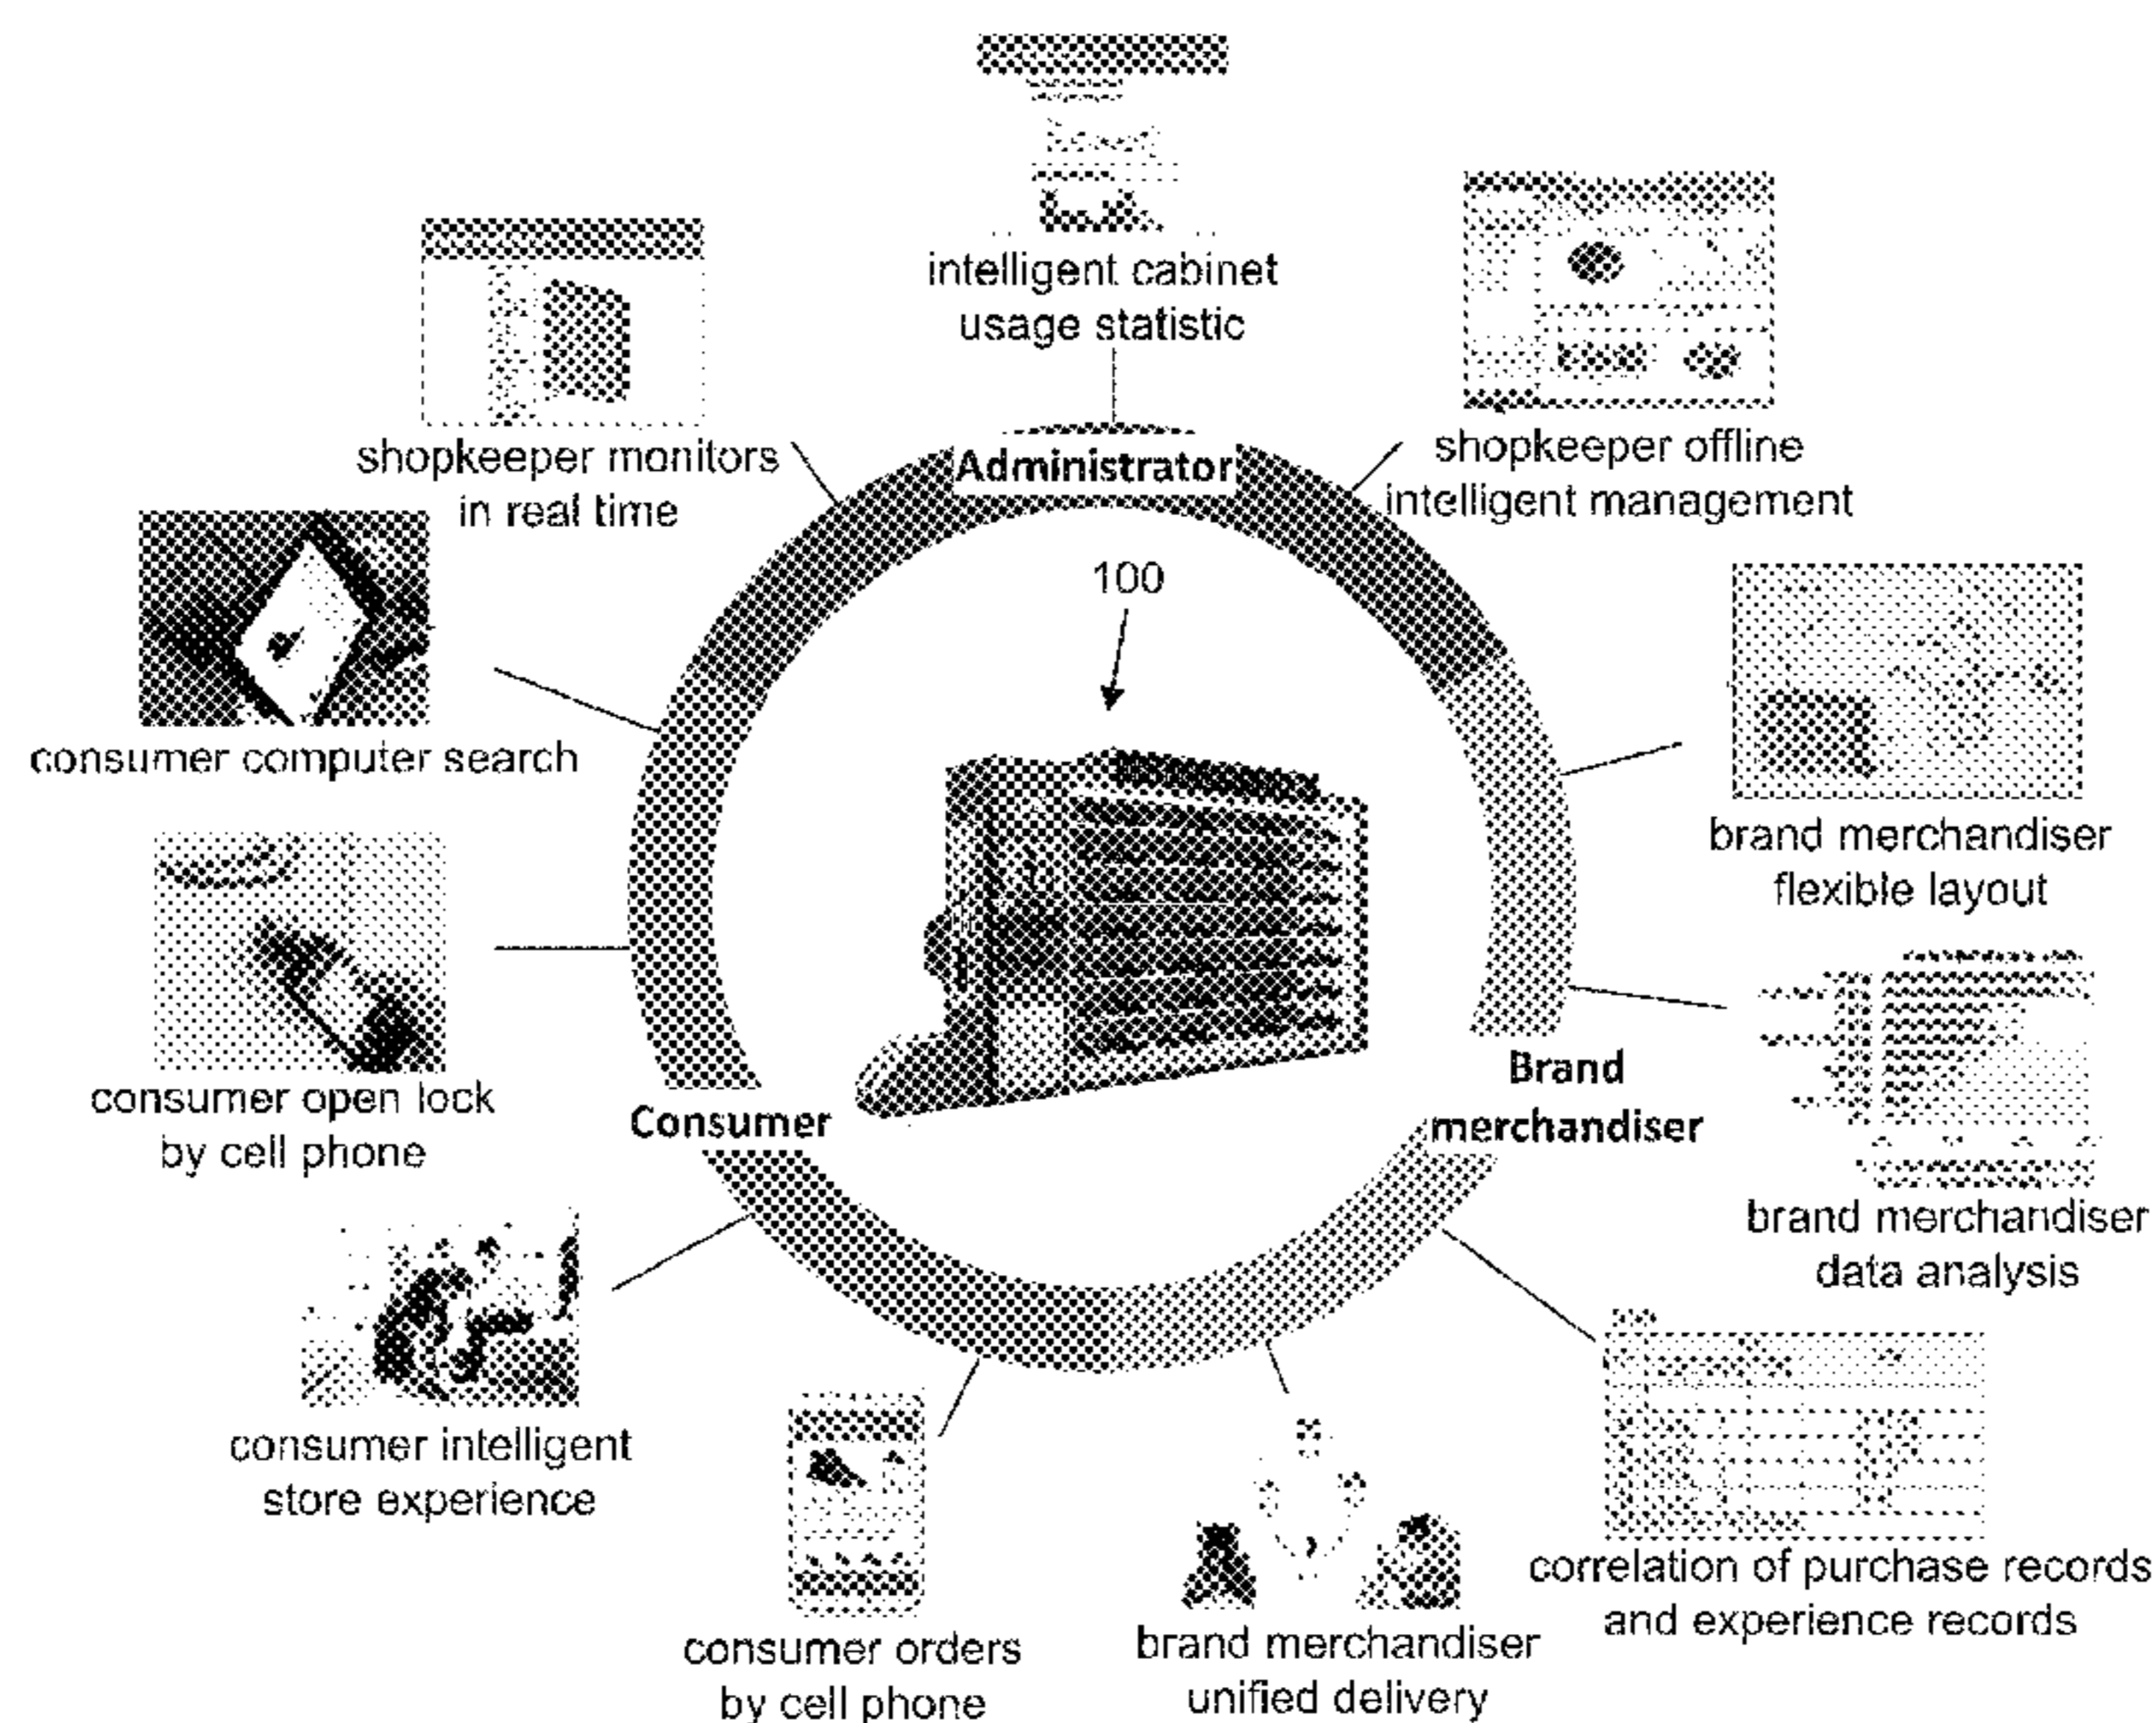 intelligent cabinet
usage statistic
shopkeeper monitors
in real time
shopkeeper offline
intelligent management
Administrator
100
consumer computer search
brand merchandiser
flexible layout
consumer open lock
by cell phone
Consumer
Brand
merchandiser
brand merchandiser
data analysis
consumer intelligent
store experience
correlation of purchase records
and experience records
consumer orders
by cell phone
brand merchandiser
unified delivery